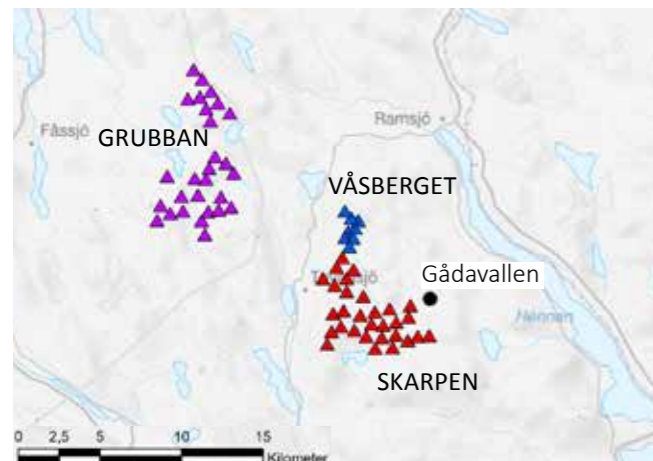 Ramsjö
Fåssjö
GRUBBAN
VÅSBERGET
Gådavallen
SKARPEN
0 2,5 5 10 15
Kilometer